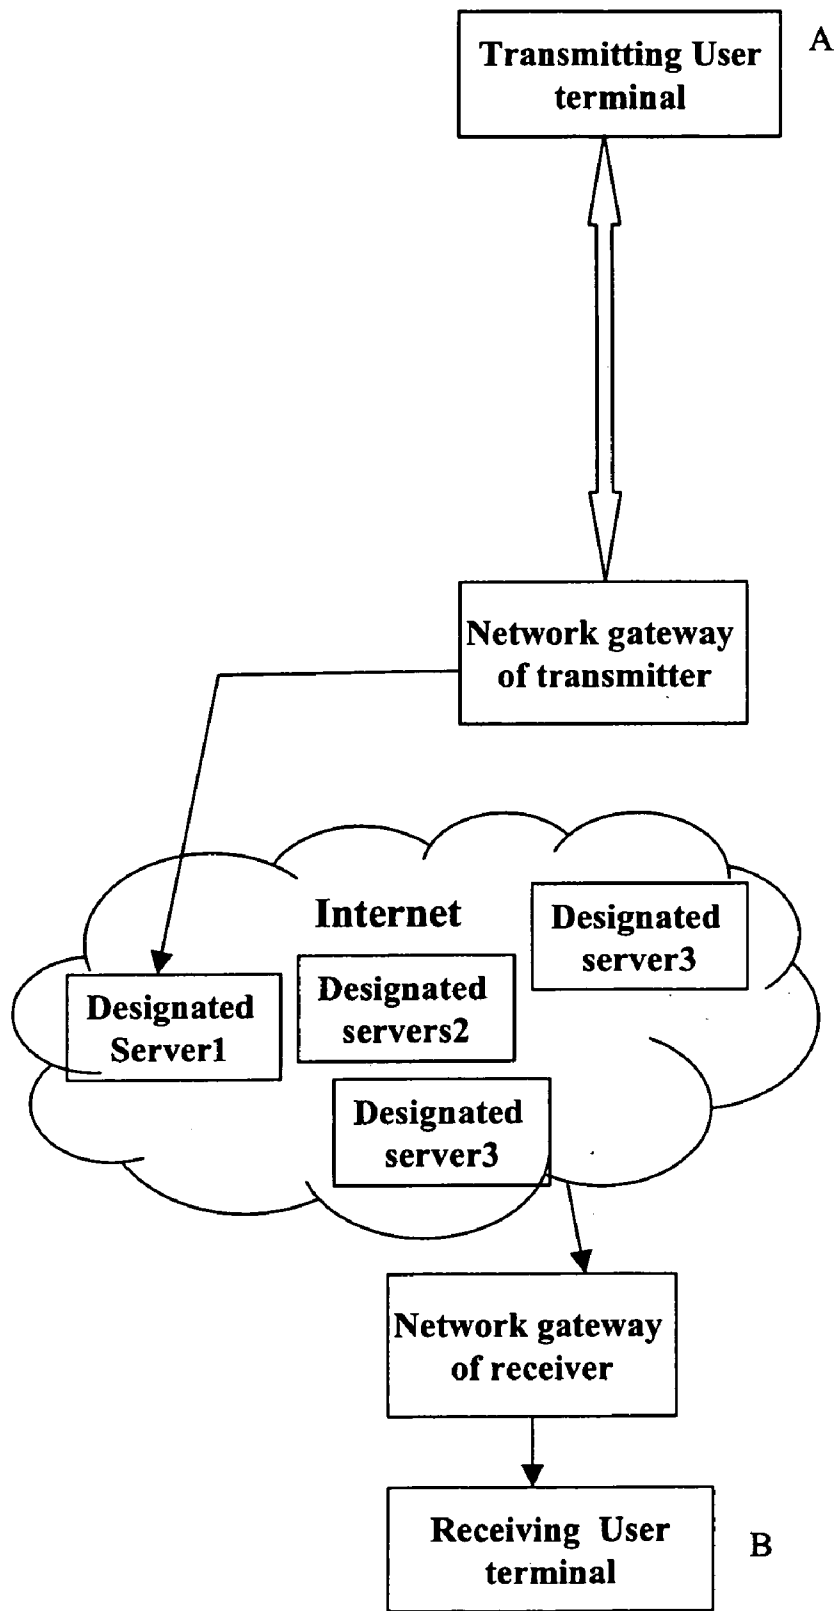 A
Transmitting User
terminal
Network gateway
of transmitter
Internet
Designated
server3
Designated
Server1
Designated
servers2
Designated
server3
Network gateway
of receiver
Receiving User
terminal
B